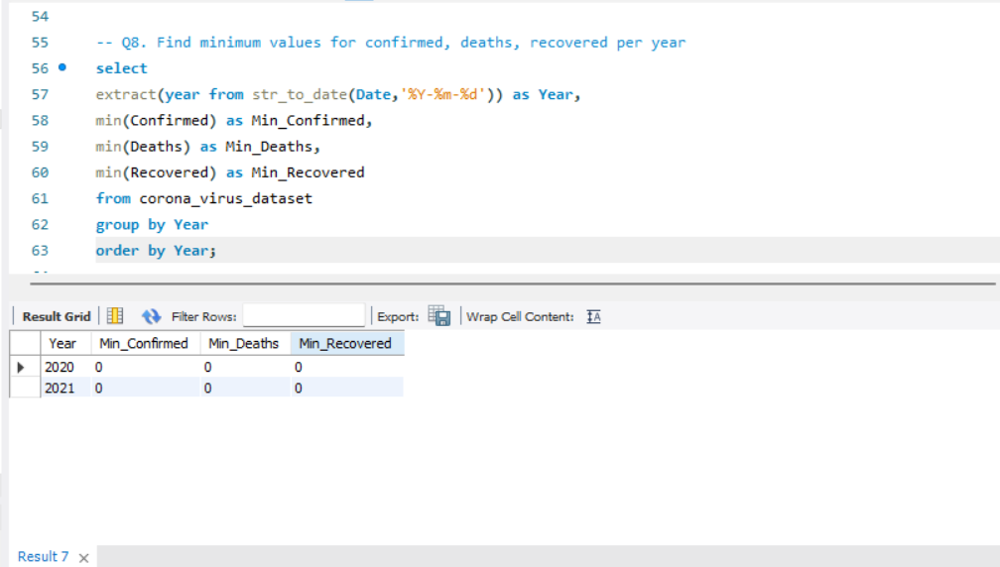 54
55 -- Q8. Find minimum values for confirmed, deaths, recovered per year
56 select
57 extract(year from str_to_date(Date,'%Y-%m-%d')) as Year,
58 min(Confirmed) as Min_Confirmed,
59 min(Deaths) as Min_Deaths,
60 min(Recovered) as Min_Recovered
61 from corona_virus_dataset
62 group by Year
63 order by Year;
Result Grid Filter Rows: Export: Wrap Cell Content: IA
Year Min_Confirmed Min_Deaths Min_Recovered
2020 0 0 0
2021 0 0 0
Result 7 ×